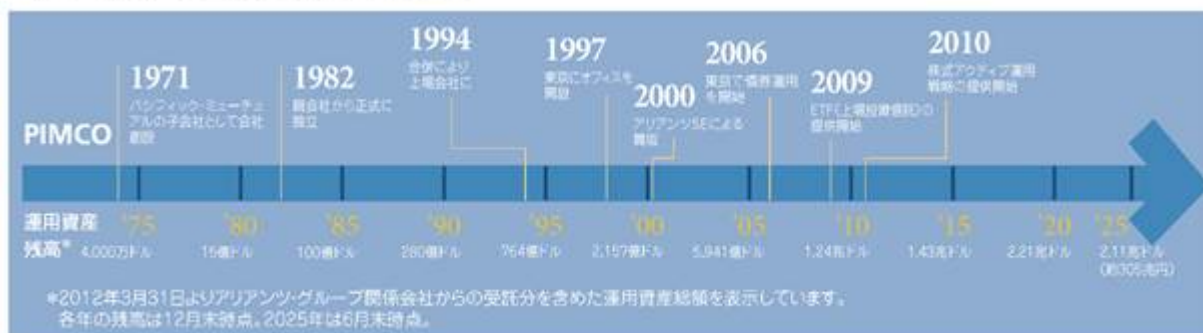 1971
パシフィック・ミューチュ
アルの子会社として会社
創設
1982
親会社から正式に
独立
1994
合併により
上場会社に
1997
東京にオフィスを
開設
2000
アリアンツSEによる
買収
2006
東京で債券運用
を開始
2009
ETF(上場投資信託)の
提供開始
2010
株式アクティブ運用
戦略の提供開始
PIMCO
運用資産
残高*
'75 '80 '85 '90 '95 '00 '05 '10 '15 '20 '25
4,000万ドル 15億ドル 100億ドル 280億ドル 764億ドル 2,157億ドル 5,941億ドル 1.24兆ドル 1.43兆ドル 2.21兆ドル 2.11兆ドル
(約305兆円)
*2012年3月31日よりアリアンツ・グループ関係会社からの受託分を含めた運用資産総額を表示しています。
各年の残高は12月末時点。2025年は6月末時点。